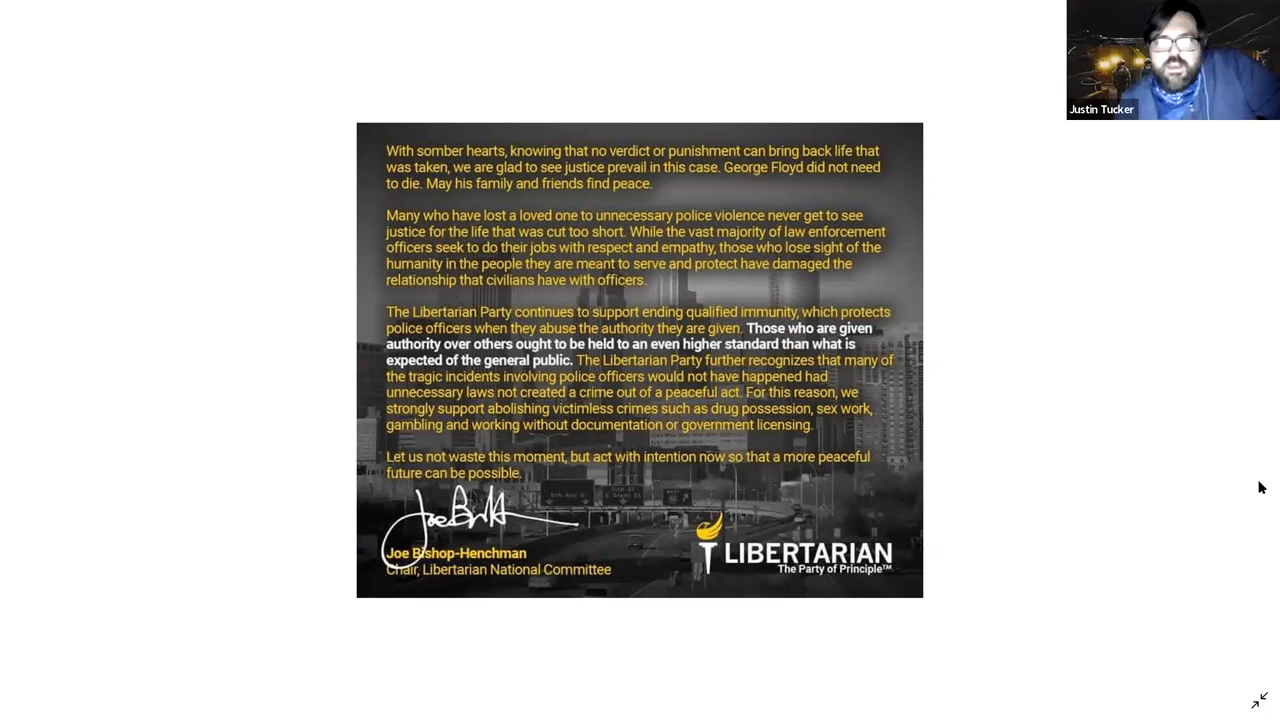 Justin Tucker
With somber hearts, knowing that no verdict or punishment can bring back life that
was taken, we are glad to see justice prevail in this case. George Floyd did not need
to die. May his family and friends find peace.
Many who have lost a loved one to unnecessary police violence never get to see
justice for the life that was cut too short. While the vast majority of law enforcement
officers seek to do their jobs with respect and empathy, those who lose sight of the
humanity in the people they are meant to serve and protect have damaged the
relationship that civilians have with officers.
The Libertarian Party continues to support ending qualified immunity, which protects
police officers when they abuse the authority they are given. Those who are given
authority over others ought to be held to an even higher standard than what is
expected of the general public. The Libertarian Party further recognizes that many of
the tragic incidents involving police officers would not have happened had
unnecessary laws not created a crime out of a peaceful act. For this reason, we
strongly support abolishing victimless crimes such as drug possession, sex work,
gambling and working without documentation or government licensing.
Let us not waste this moment, but act with intention now so that a more peaceful
future can be possible.
Joe Bishop-Henchman
Chair, Libertarian National Committee
LIBERTARIAN
The Party of Principle™